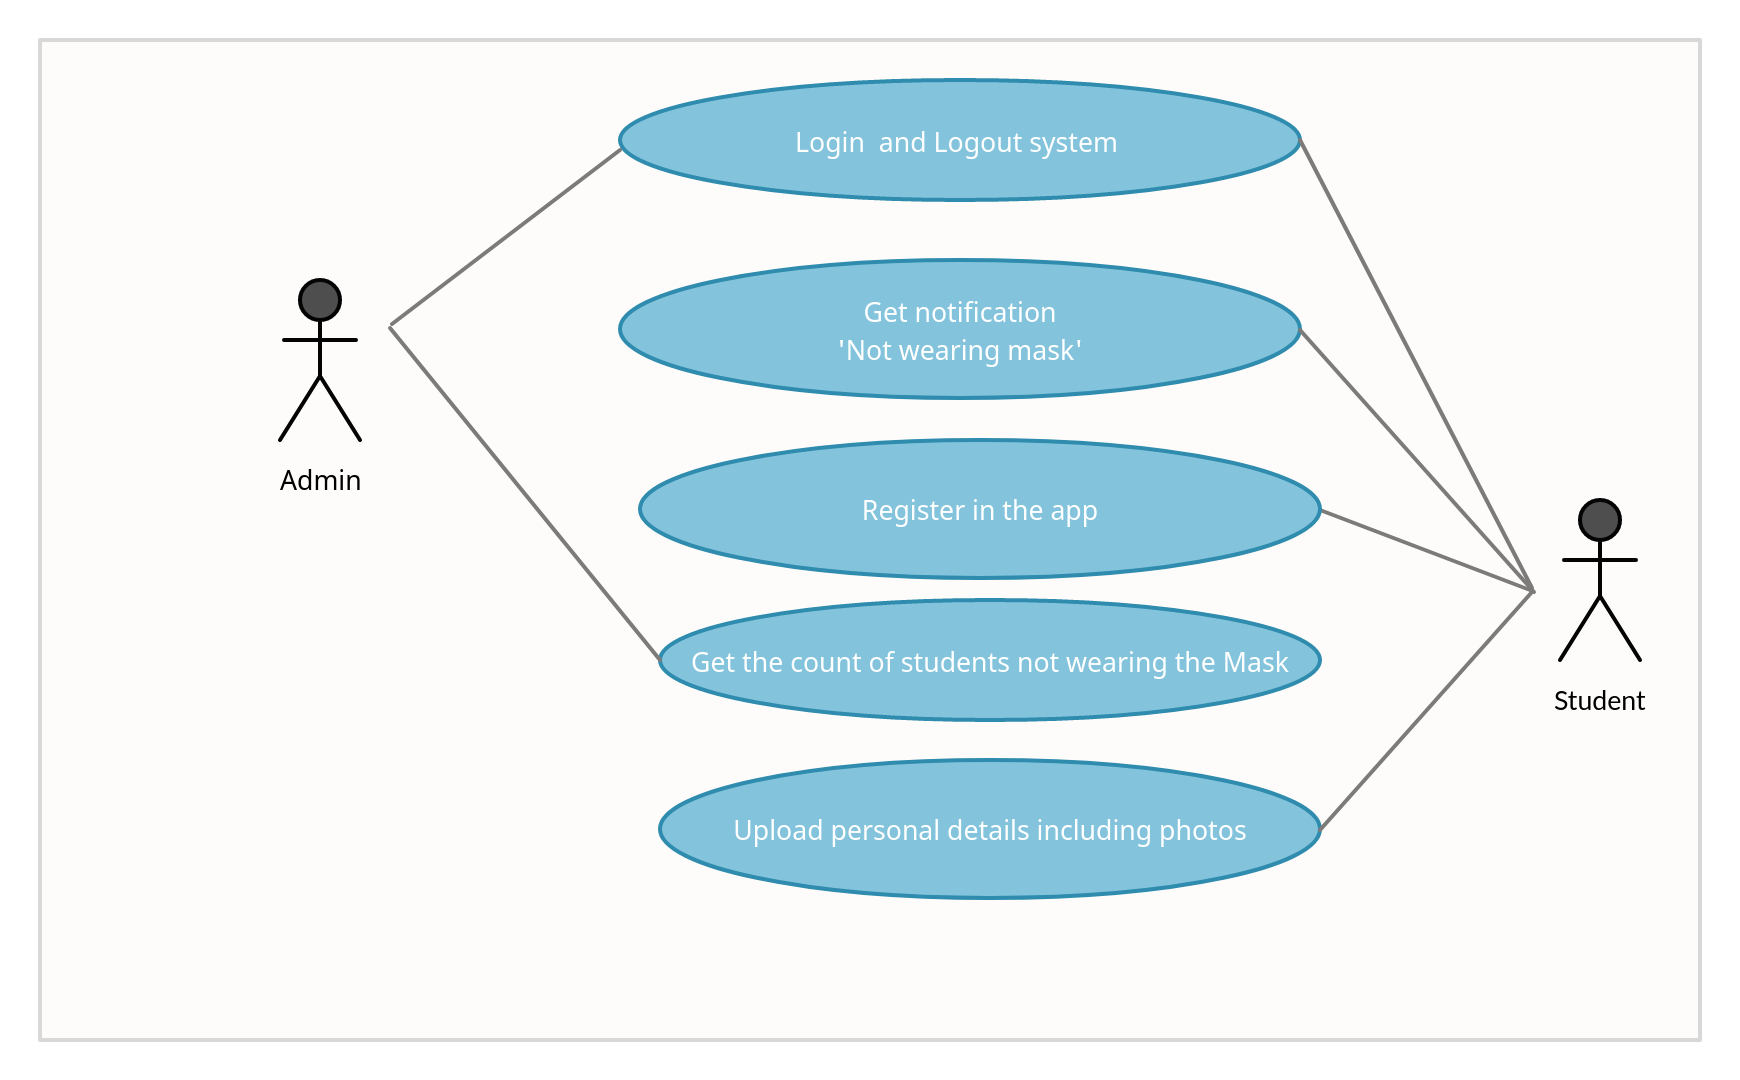 Login  and Logout system
Get notification
'Not wearing mask'
Admin
Register in the app
Get the count of students not wearing the Mask
Student
Upload personal details including photos